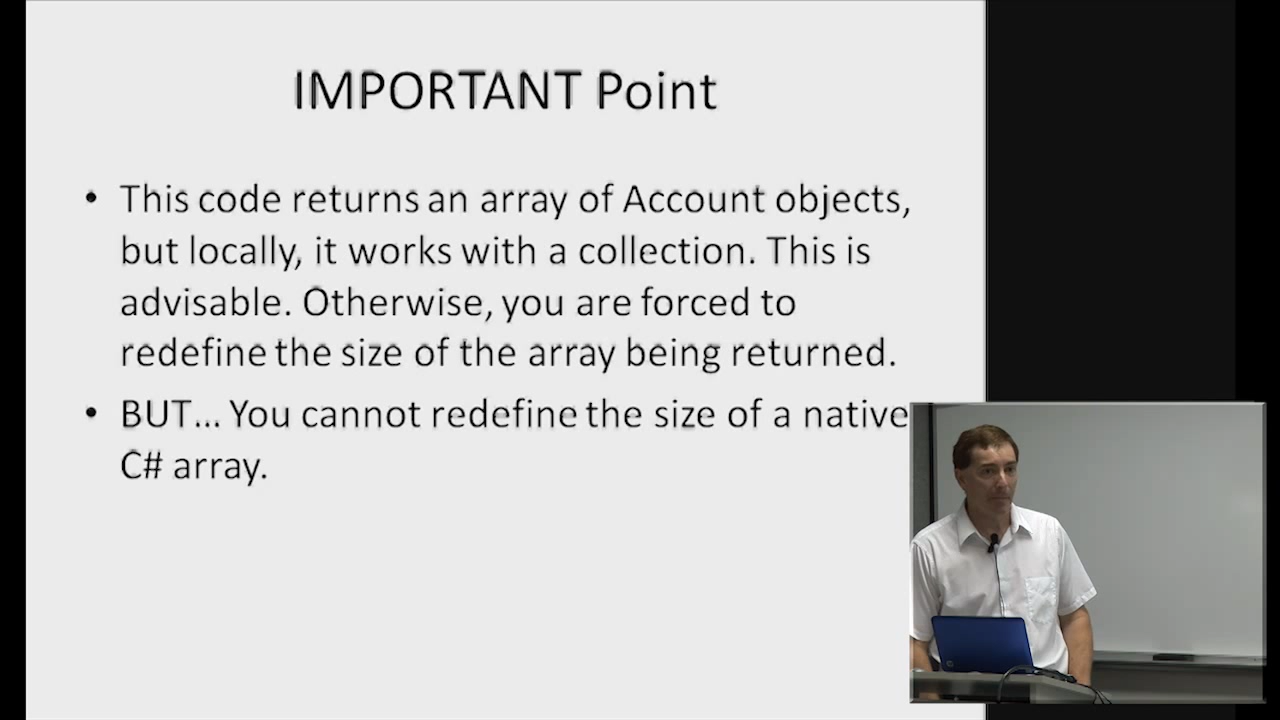 IMPORTANT Point
• This code returns an array of Account objects,
but locally, it works with a collection. This is
advisable. Otherwise, you are forced to
redefine the size of the array being returned.
• BUT... You cannot redefine the size of a native
C# array.